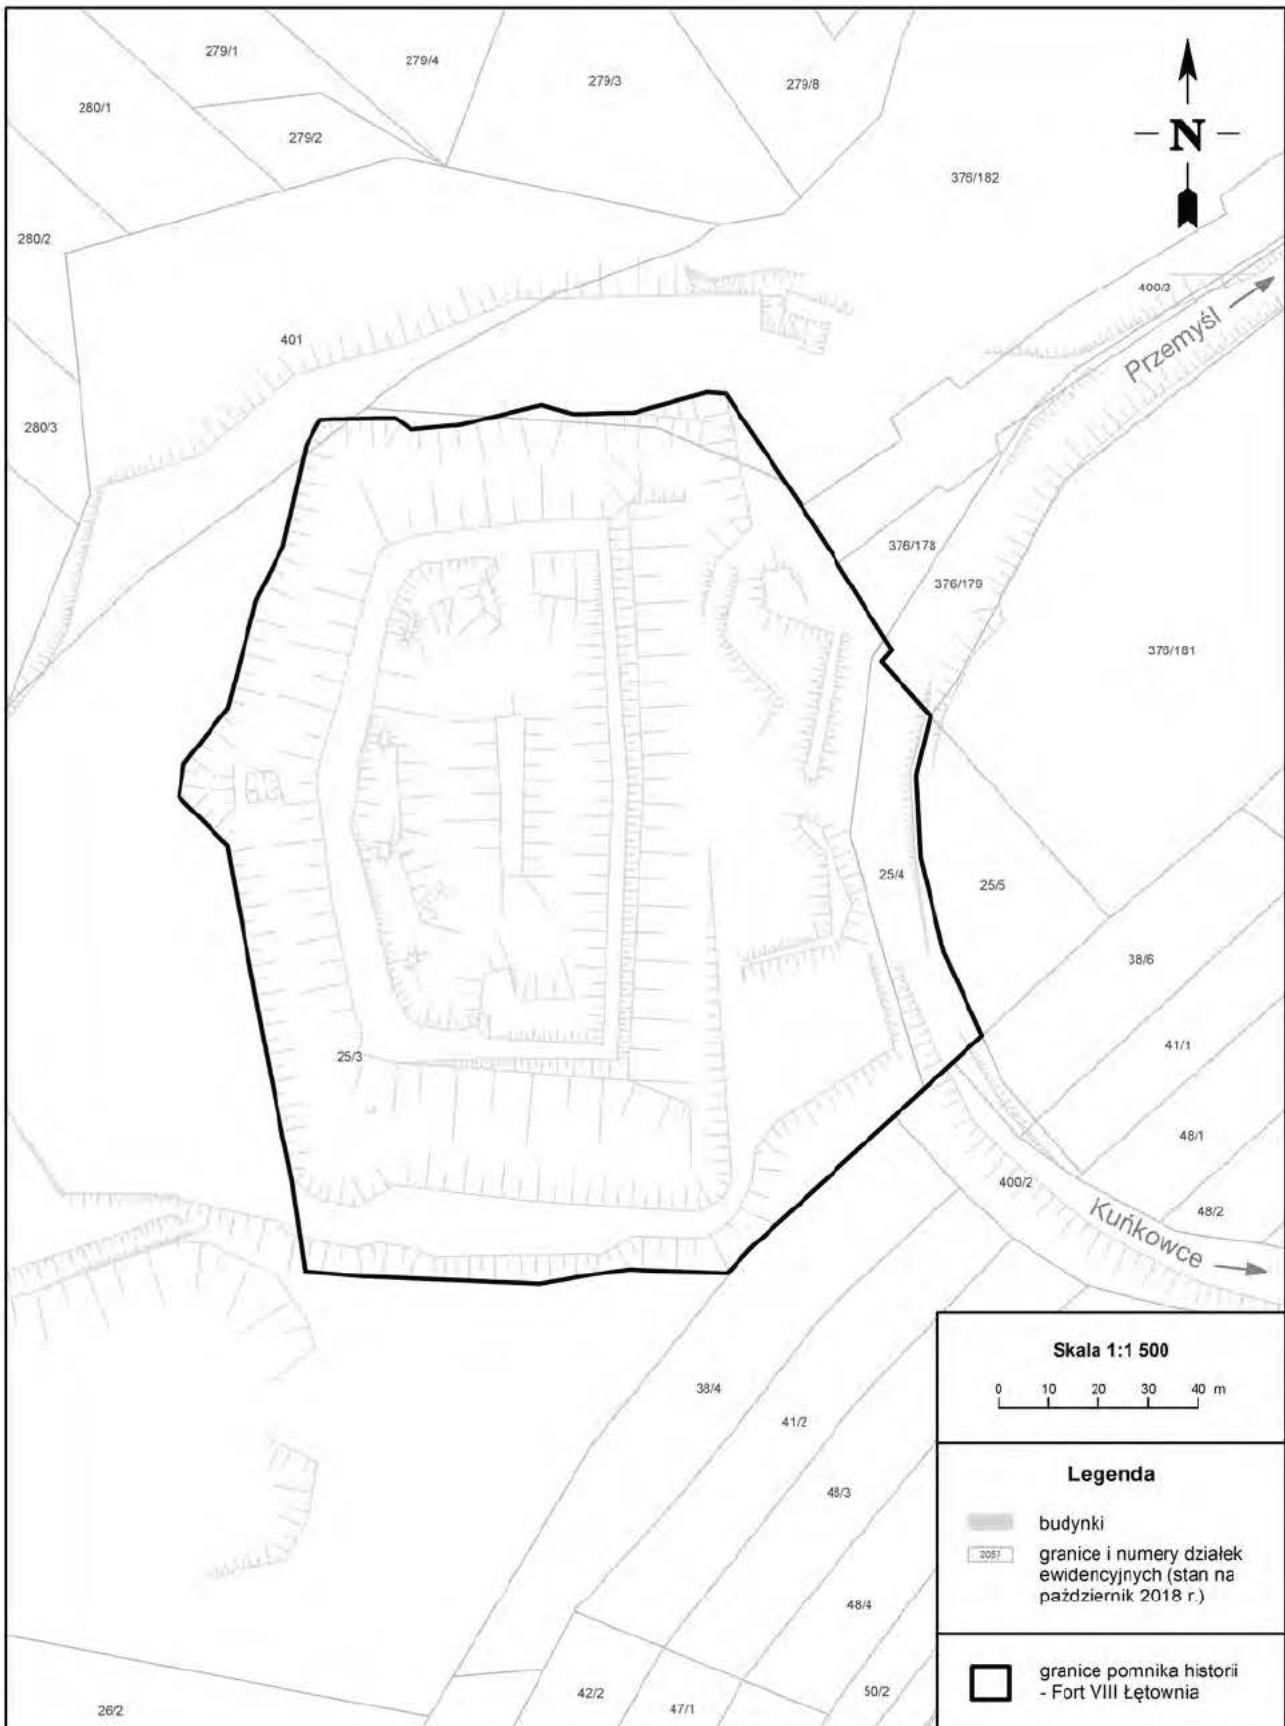 279/1
279/4
279/3
279/8
280/1
279/2
N
376/182
280/2
400/3
Przemyśl
401
280/3
376/178
376/179
376/181
25/4
25/5
38/6
25/3
41/1
48/1
400/2
48/2
Kuńkowce
38/4
41/2
48/3
48/4
42/2
47/1
50/2
26/2
Skala 1:1 500
0 10 20 30 40 m
Legenda
budynki
2057
granice i numery działek
ewidencyjnych (stan na
październik 2018 r.)
granice pomnika historii
- Fort VIII Łętownia